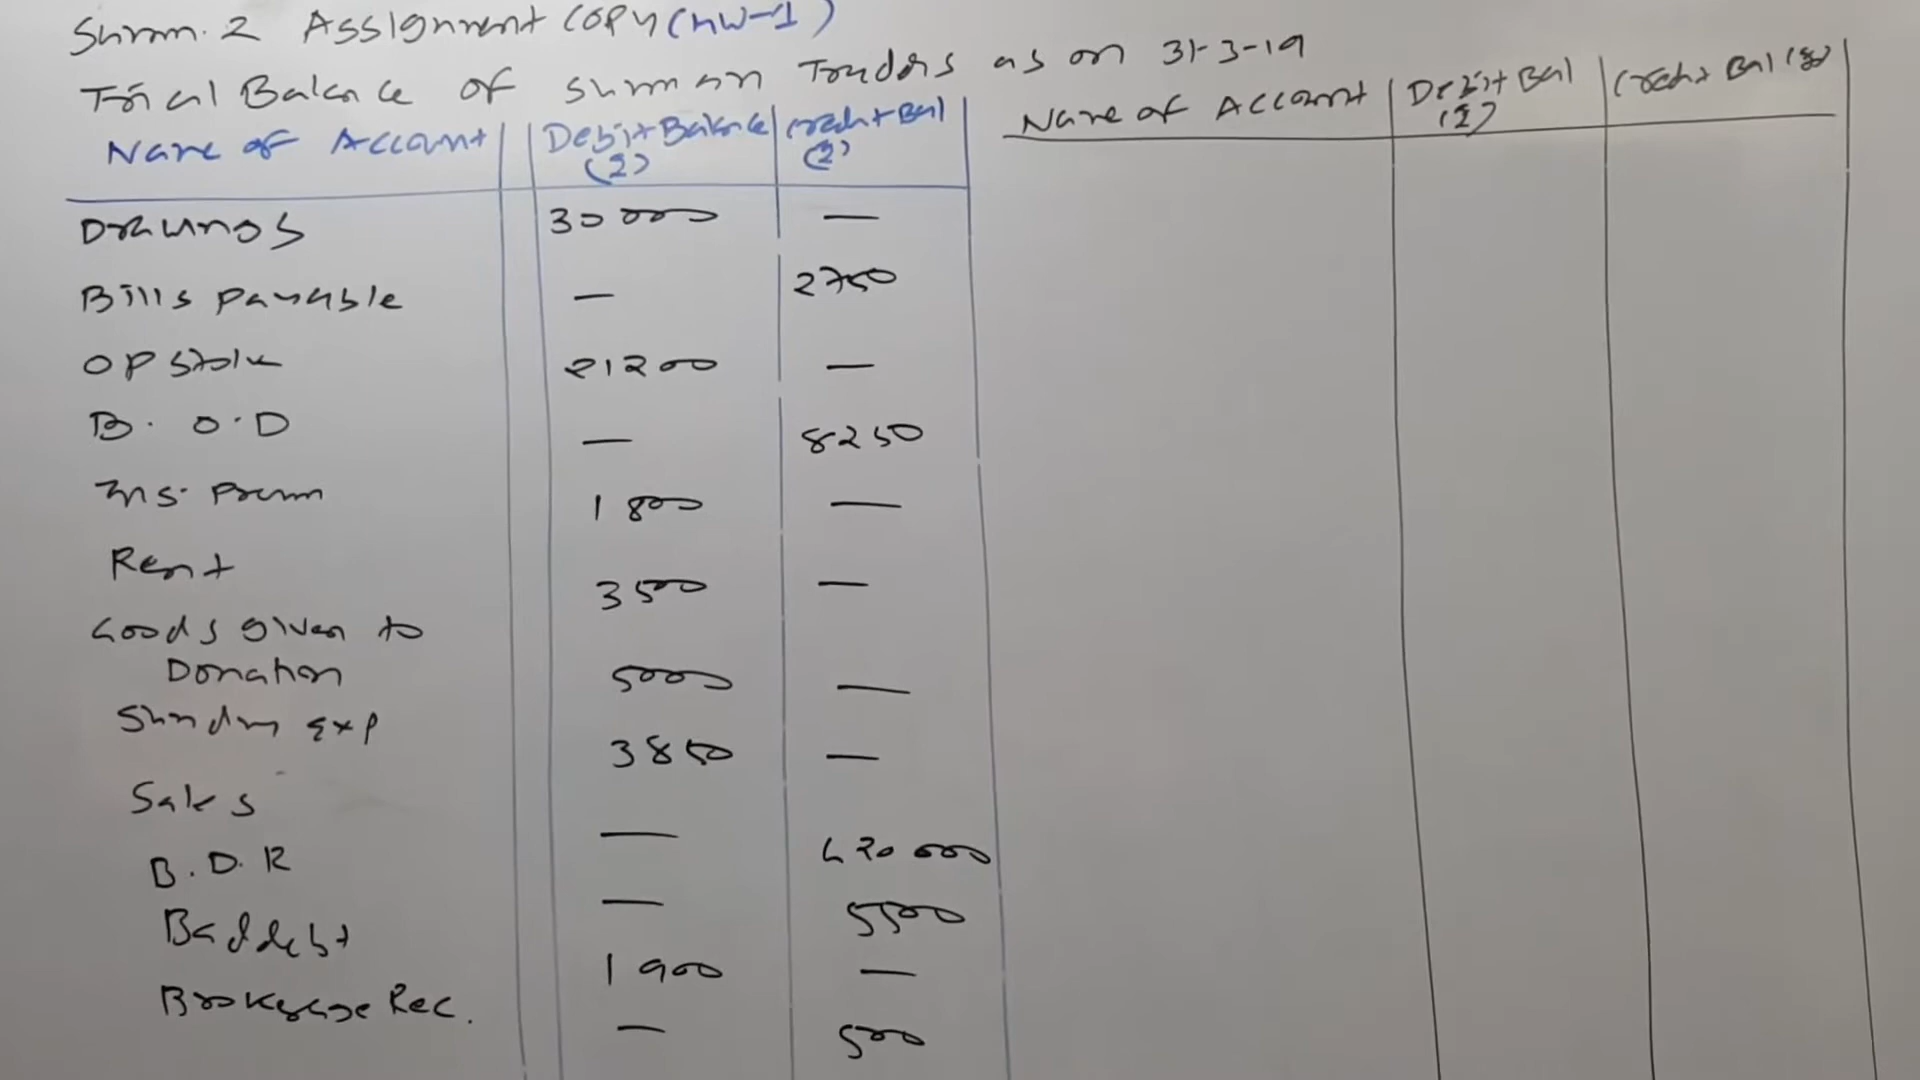 Sum. 2 Assignment Copy (HW-1)
Trial Balance of Suman Traders as on 31-3-19
Name of Account Debit Balance (₹) Credit Bal (₹)
Drawings 30000 —
Bills payable — 2750
OP Stock 21200 —
B. O.D — 8250
Ins. Prem 1800 —
Rent 3500 —
Goods given to
Donation 5000 —
Sundry Exp 3850 —
Sales — 420000
B.D.R — 5500
Bad debt 1900 —
Brokerage Rec. — 500
Name of Account Debit Bal (₹) Credit Bal (₹)